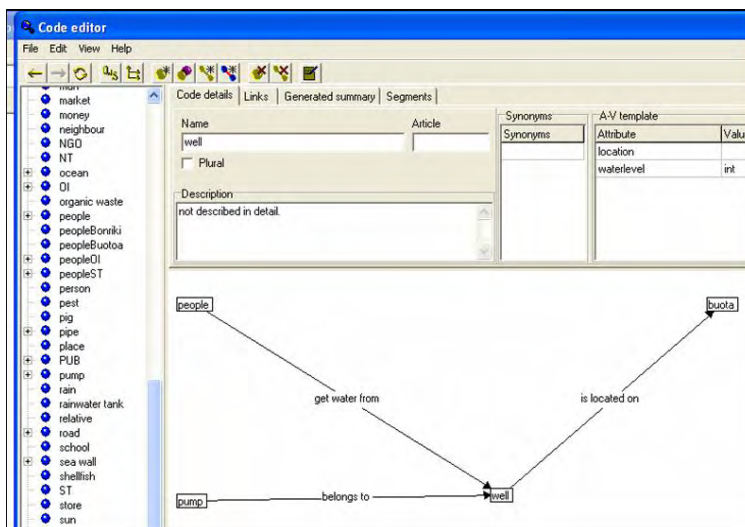 Code editor
File Edit View Help
market
money
neighbour
NGO
NT
ocean
OI
organic waste
people
peopleBonriki
peopleBuotoa
peopleOI
peopleST
person
pest
pig
pipe
place
PUB
pump
rain
rainwater tank
relative
road
school
sea wall
shellfish
ST
store
sun
Code details Links Generated summary Segments
Name Article
well
Plural
Description
not described in detail.
Synonyms
Synonyms
A-V template
Attribute Valu
location
waterlevel int
people
buota
get water from
is located on
pump
belongs to
well